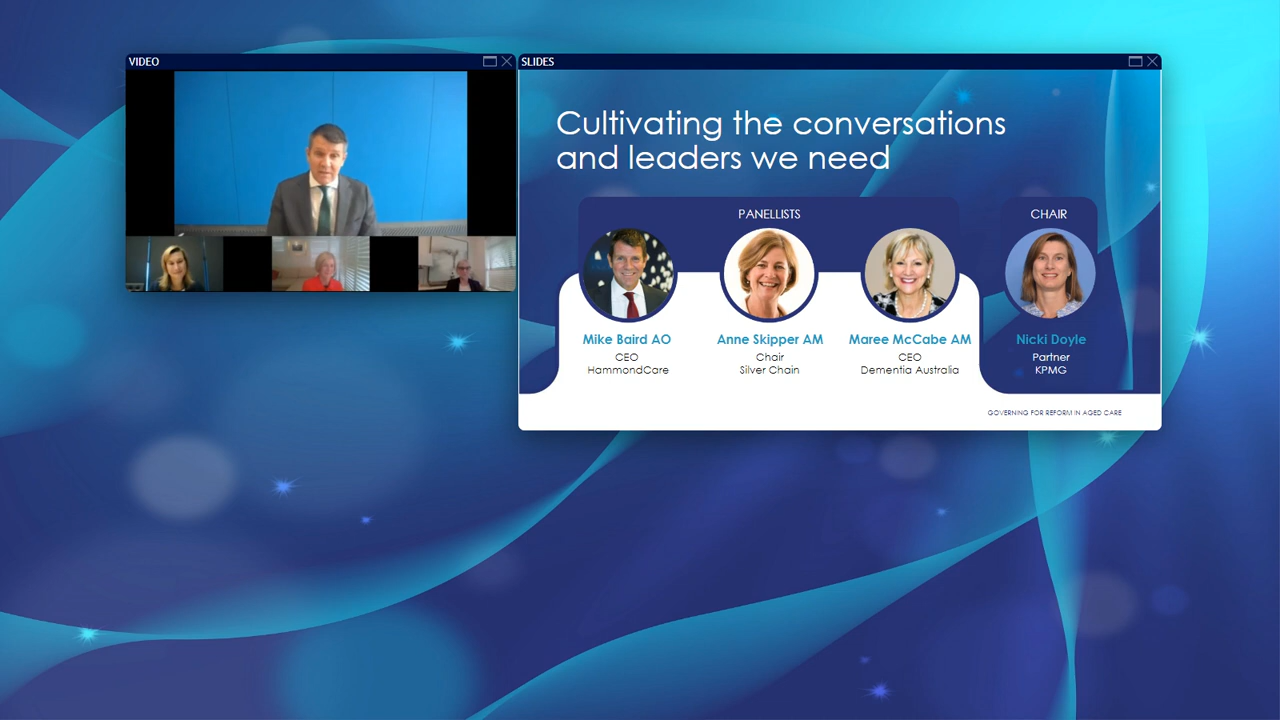 VIDEO
SLIDES
Cultivating the conversations
and leaders we need
PANELLISTS
CHAIR
Mike Baird AO
CEO
HammondCare
Anne Skipper AM
Chair
Silver Chain
Maree McCabe AM
CEO
Dementia Australia
Nicki Doyle
Partner
KPMG
GOVERNING FOR REFORM IN AGED CARE